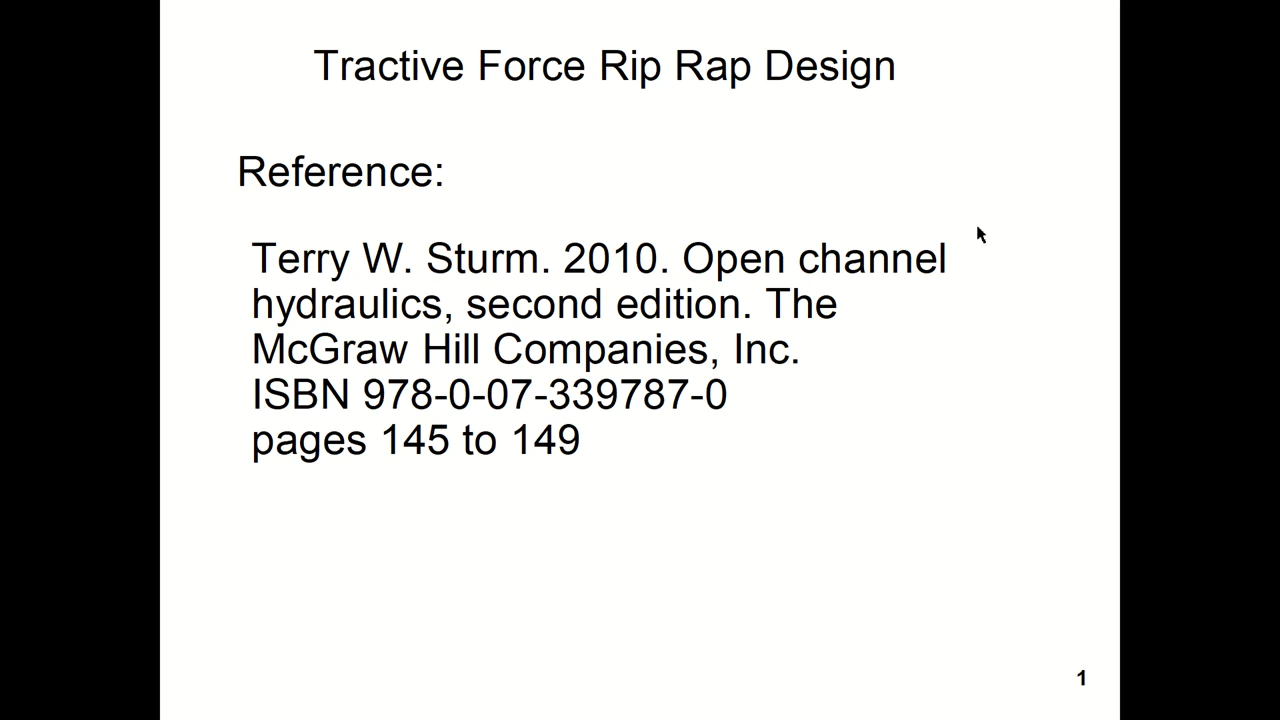 Tractive Force Rip Rap Design
Reference:
Terry W. Sturm. 2010. Open channel
hydraulics, second edition. The
McGraw Hill Companies, Inc.
ISBN 978-0-07-339787-0
pages 145 to 149
1